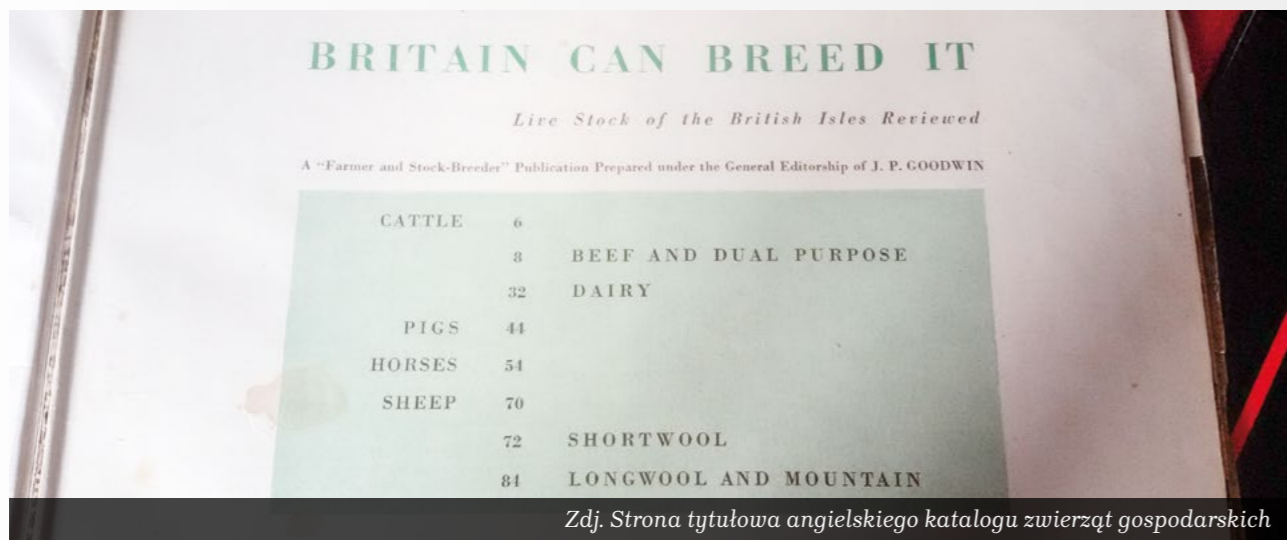 BRITAIN CAN BREED IT
Live Stock of the British Isles Reviewed
A "Farmer and Stock-Breeder" Publication Prepared under the General Editorship of J. P. GOODWIN
CATTLE 6
8 BEEF AND DUAL PURPOSE
32 DAIRY
PIGS 44
HORSES 54
SHEEP 70
72 SHORTWOOL
84 LONGWOOL AND MOUNTAIN
Zdj. Strona tytułowa angielskiego katalogu zwierząt gospodarskich